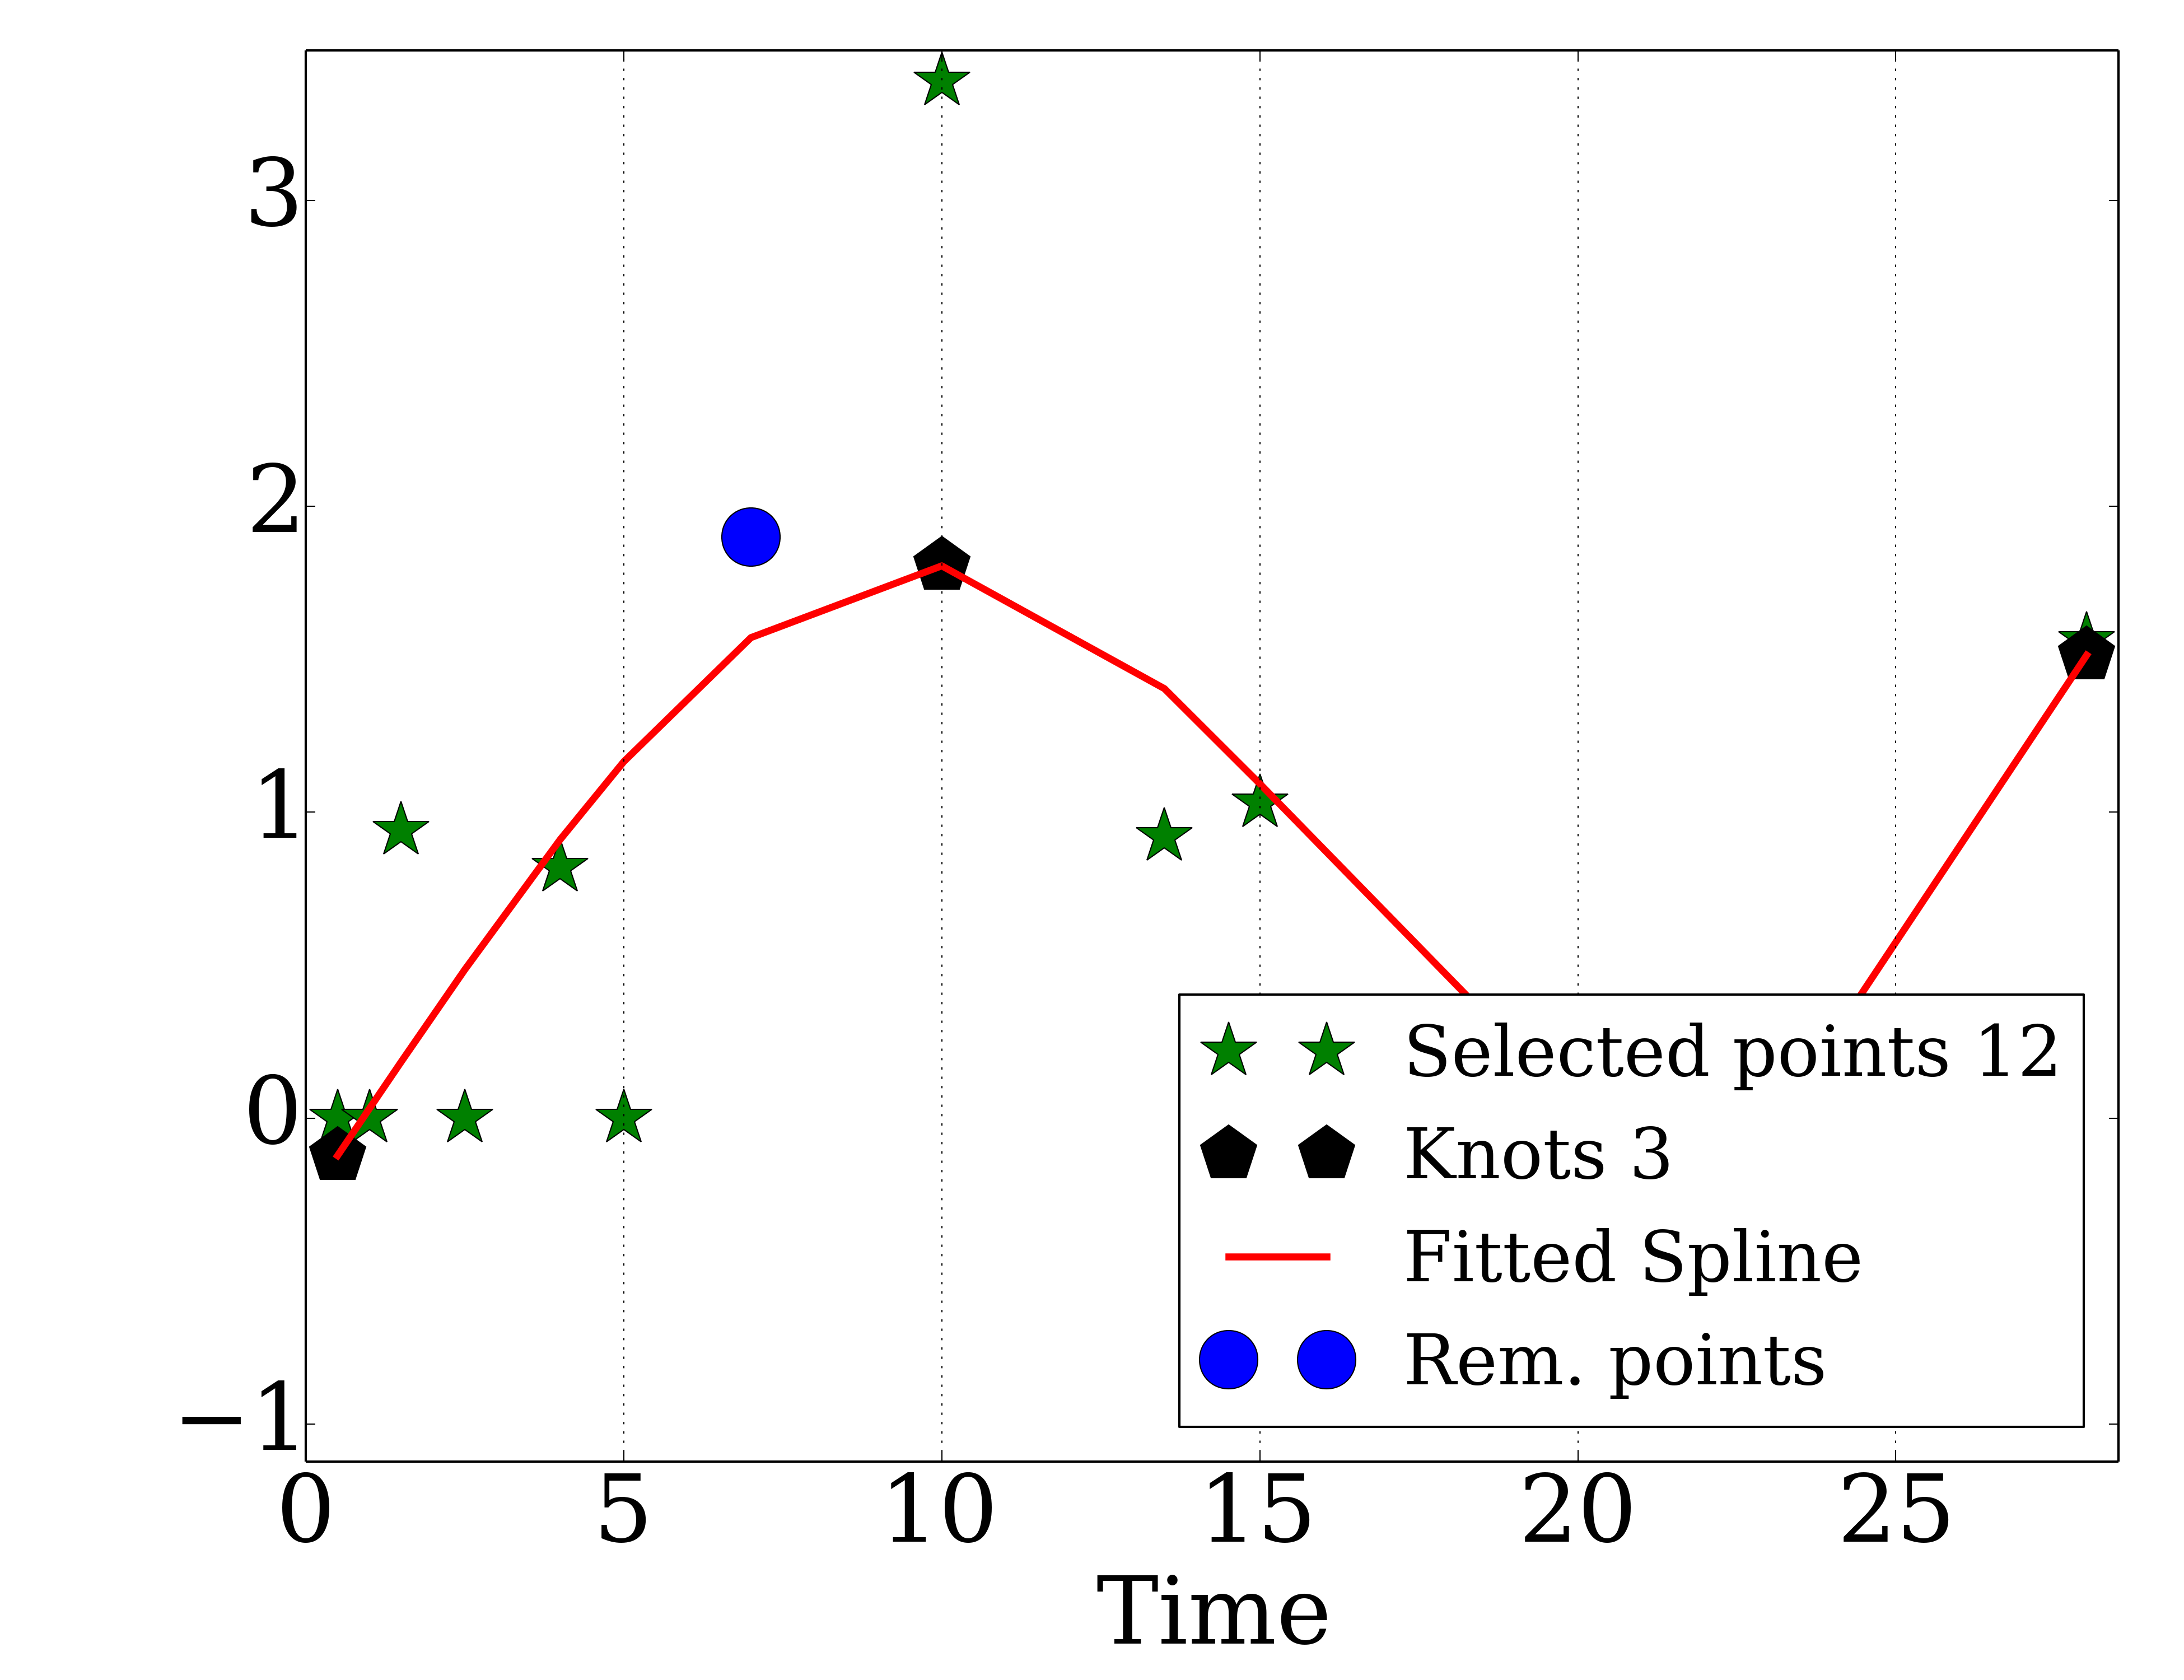 3
2
1
0
−1
Selected points 12
Knots 3
Fitted Spline
Rem. points
0 5 10 15 20 25
Time